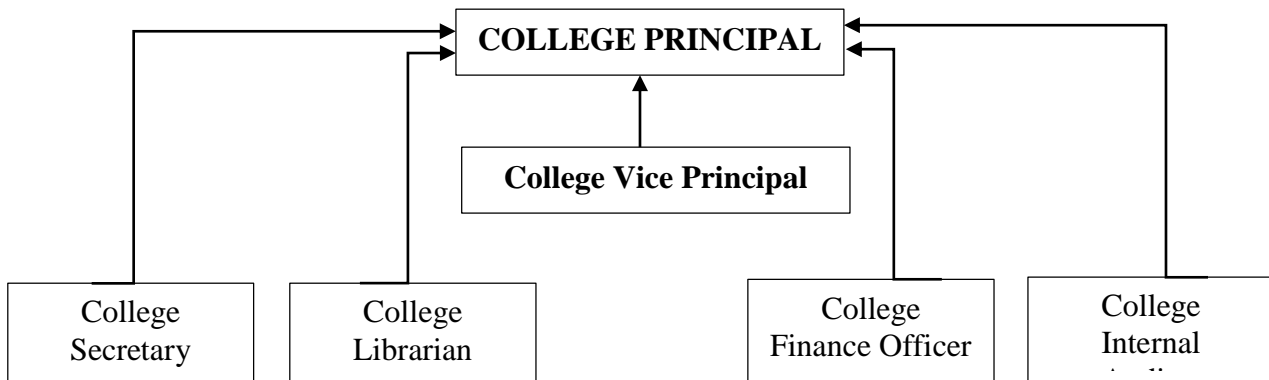 COLLEGE PRINCIPAL
College Vice Principal
College
Secretary
College
Librarian
College
Finance Officer
College
Internal